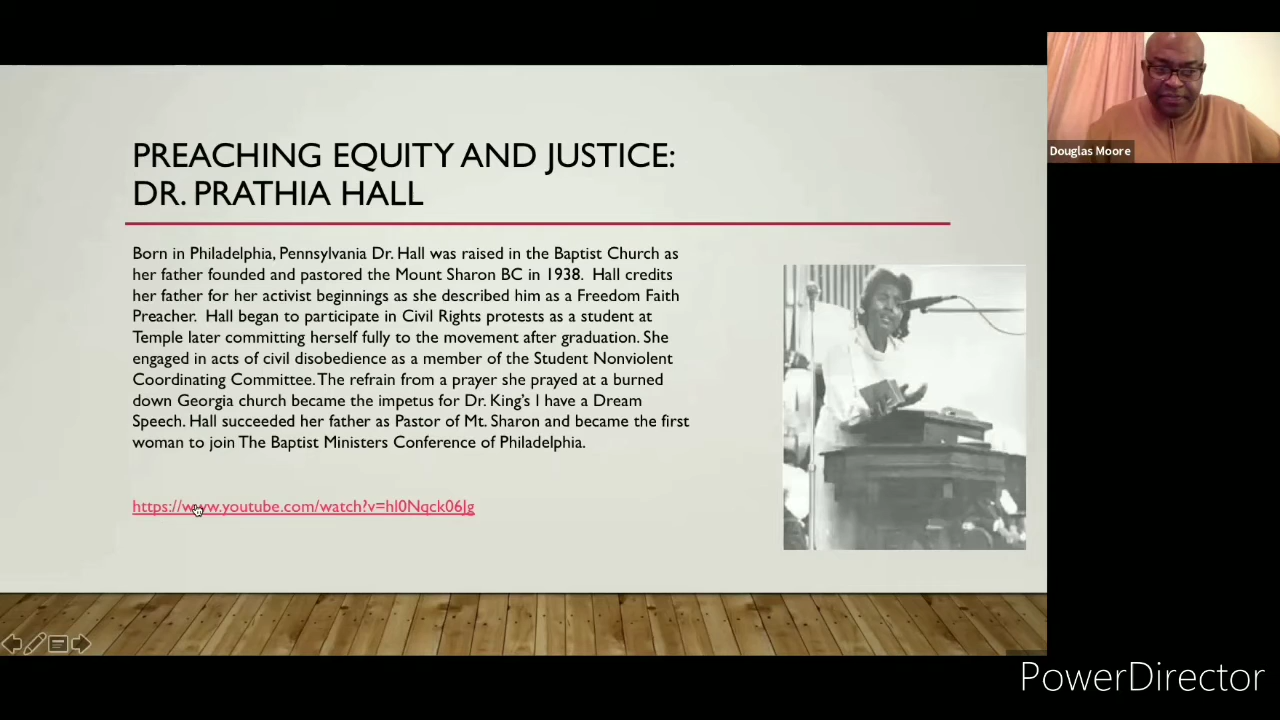 PREACHING EQUITY AND JUSTICE:
DR. PRATHIA HALL
Born in Philadelphia, Pennsylvania Dr. Hall was raised in the Baptist Church as
her father founded and pastored the Mount Sharon BC in 1938.  Hall credits
her father for her activist beginnings as she described him as a Freedom Faith
Preacher.  Hall began to participate in Civil Rights protests as a student at
Temple later committing herself fully to the movement after graduation. She
engaged in acts of civil disobedience as a member of the Student Nonviolent
Coordinating Committee. The refrain from a prayer she prayed at a burned
down Georgia church became the impetus for Dr. King's I have a Dream
Speech. Hall succeeded her father as Pastor of Mt. Sharon and became the first
woman to join The Baptist Ministers Conference of Philadelphia.
https://www.youtube.com/watch?v=hl0Nqck06Jg
Douglas Moore
PowerDirector